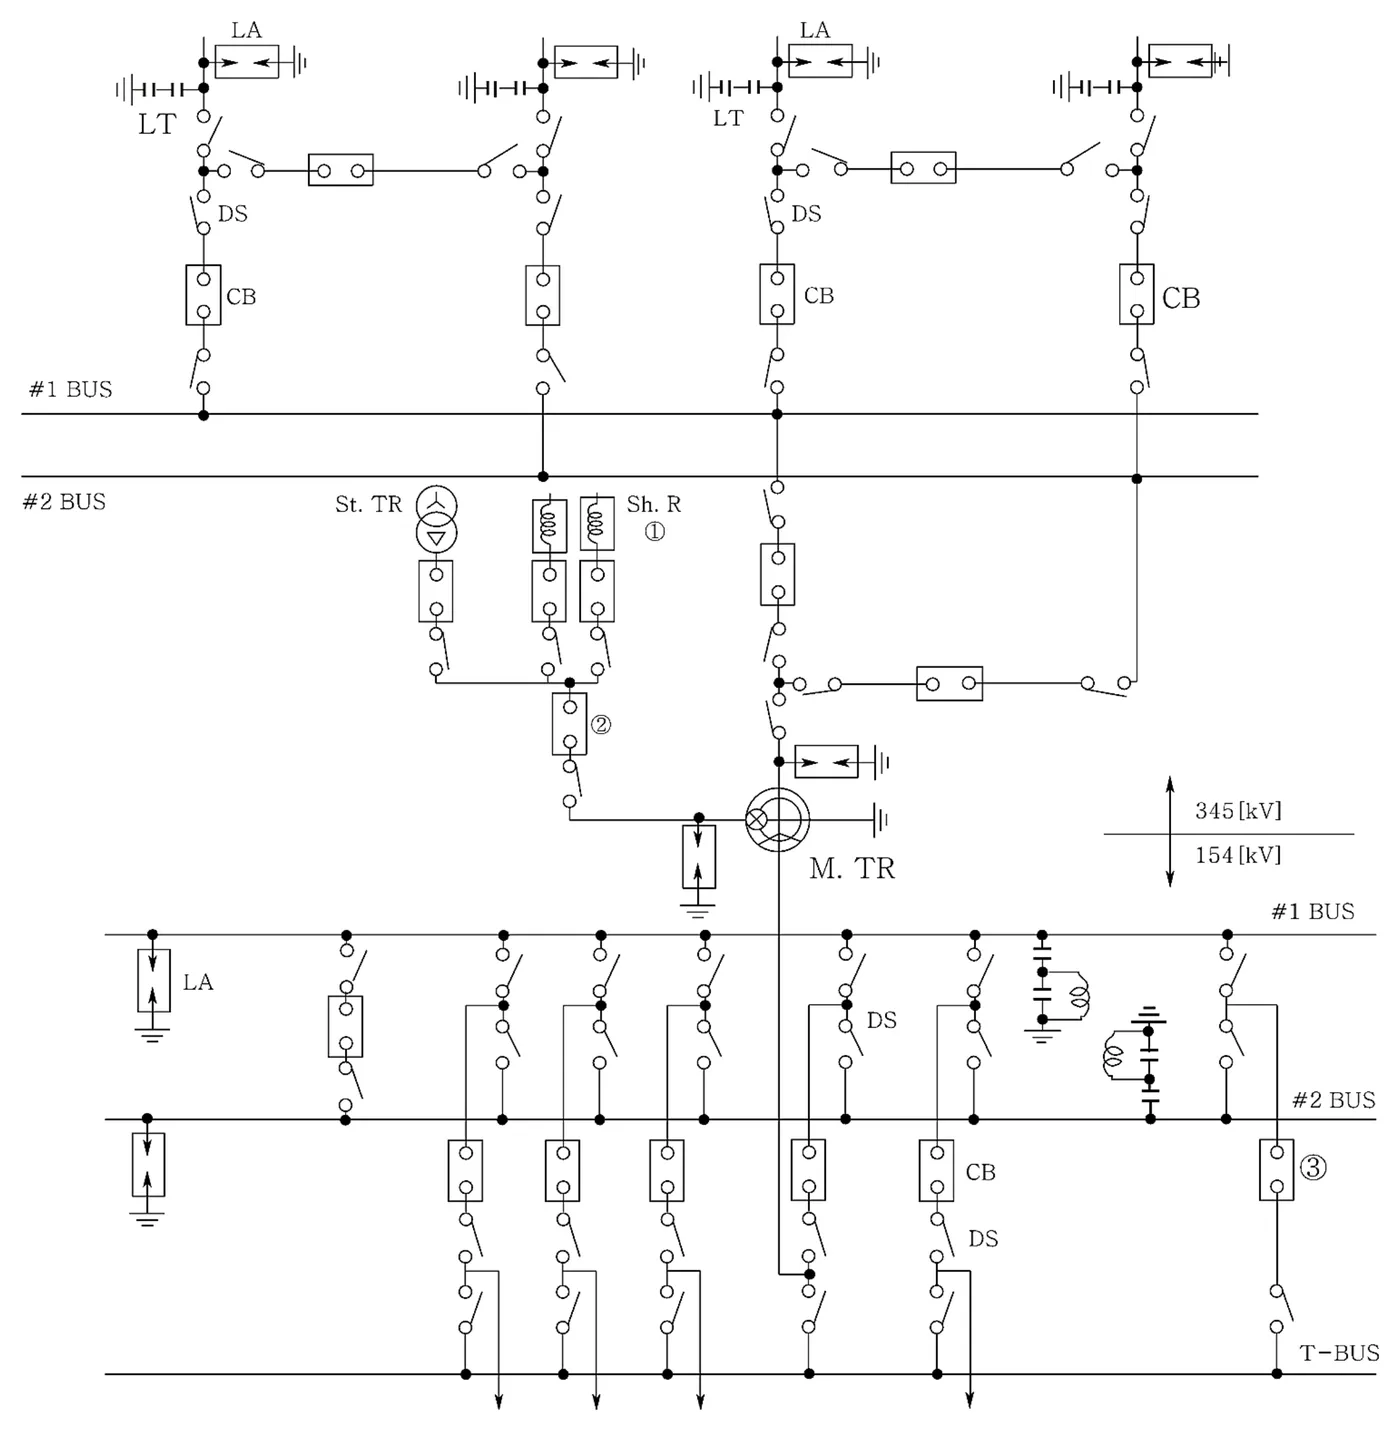 LA
LA
LT
LT
DS
DS
CB
CB
CB
#1 BUS
#2 BUS
St. TR
Sh. R
①
②
345[kV]
154[kV]
M. TR
#1 BUS
LA
DS
#2 BUS
CB
③
DS
T-BUS